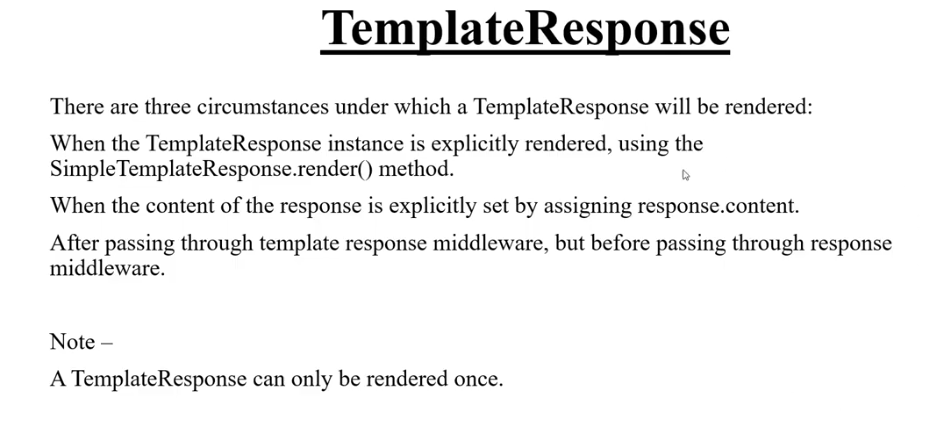 TemplateResponse
There are three circumstances under which a TemplateResponse will be rendered:
When the TemplateResponse instance is explicitly rendered, using the
SimpleTemplateResponse.render() method.
When the content of the response is explicitly set by assigning response.content.
After passing through template response middleware, but before passing through response
middleware.
Note –
A TemplateResponse can only be rendered once.